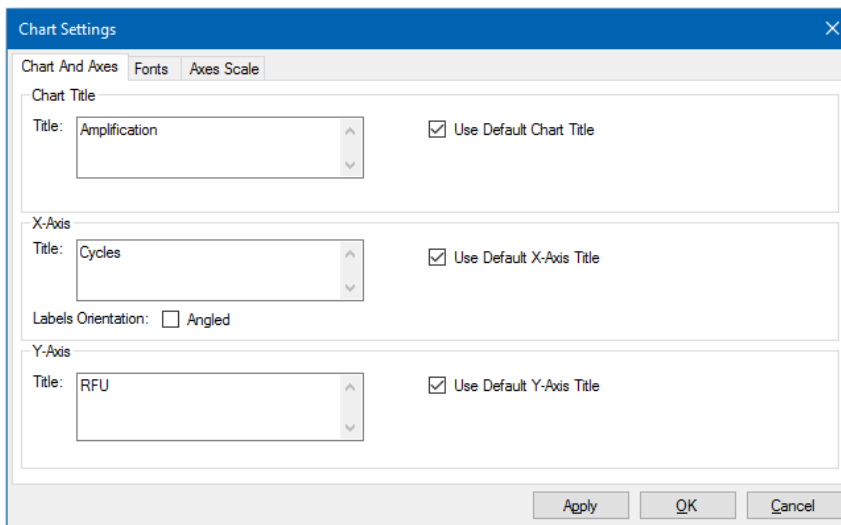 Chart Settings
Chart And Axes Fonts Axes Scale
Chart Title
Title: Amplification Use Default Chart Title
X-Axis
Title: Cycles Use Default X-Axis Title
Labels Orientation: Angled
Y-Axis
Title: RFU Use Default Y-Axis Title
Apply OK Cancel